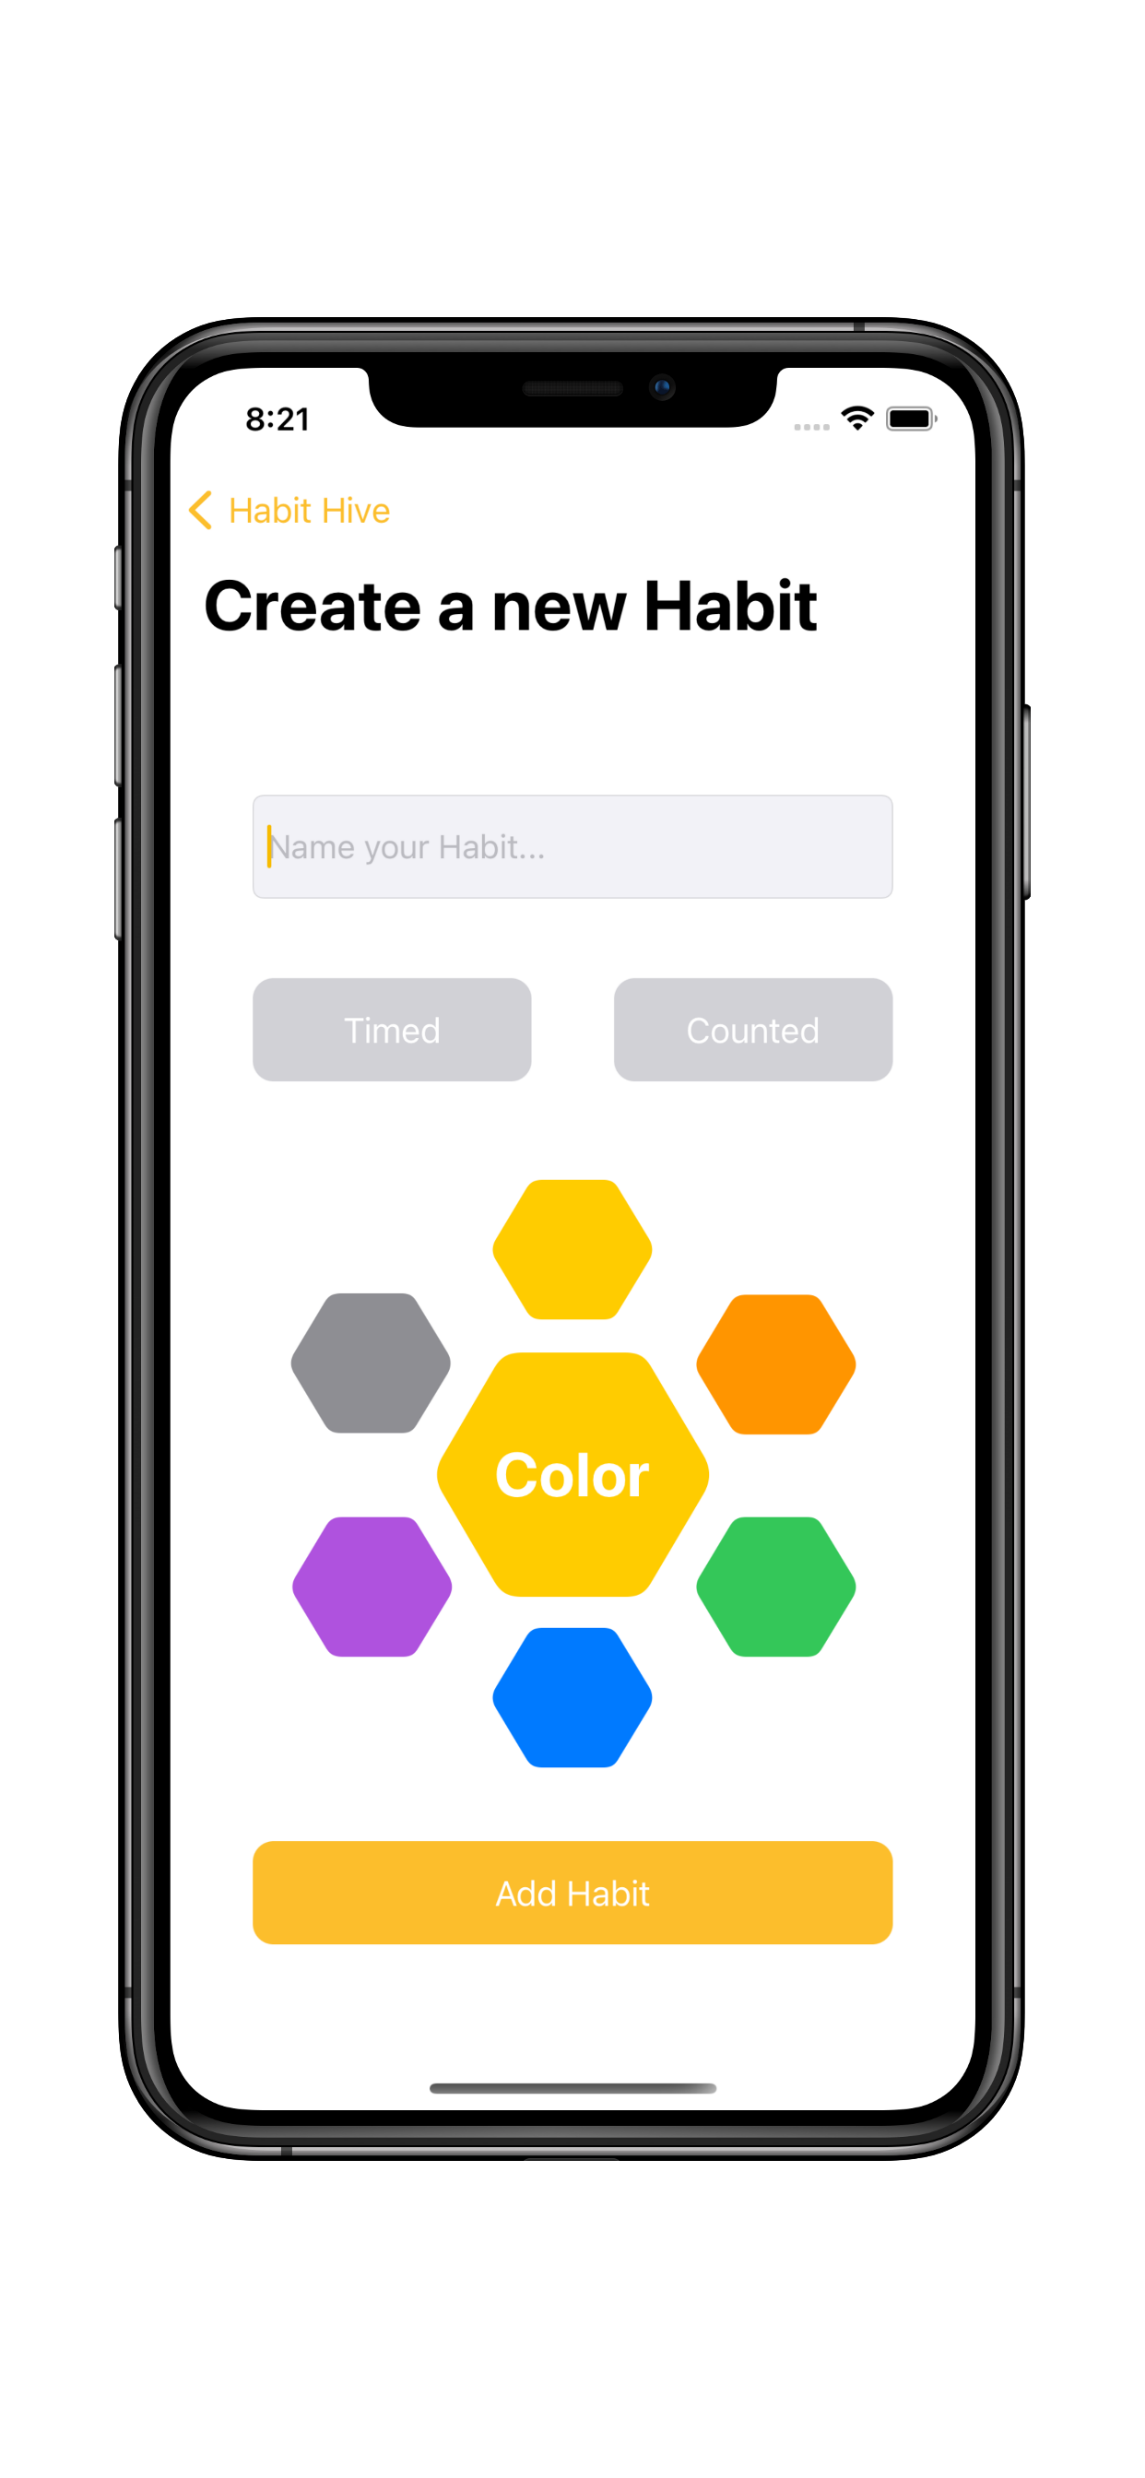 8:21
Habit Hive
Create a new Habit
Name your Habit...
Timed
Counted
Color
Add Habit